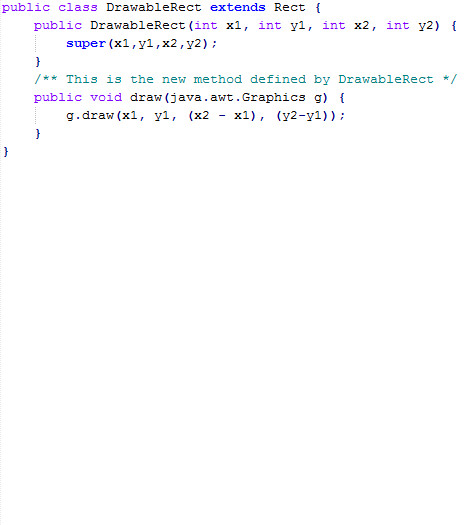 public class DrawableRect extends Rect {
    public DrawableRect(int x1, int y1, int x2, int y2) {
        super(x1,y1,x2,y2);
    }
    /** This is the new method defined by DrawableRect */
    public void draw(java.awt.Graphics g) {
        g.draw(x1, y1, (x2 - x1), (y2-y1));
    }
}